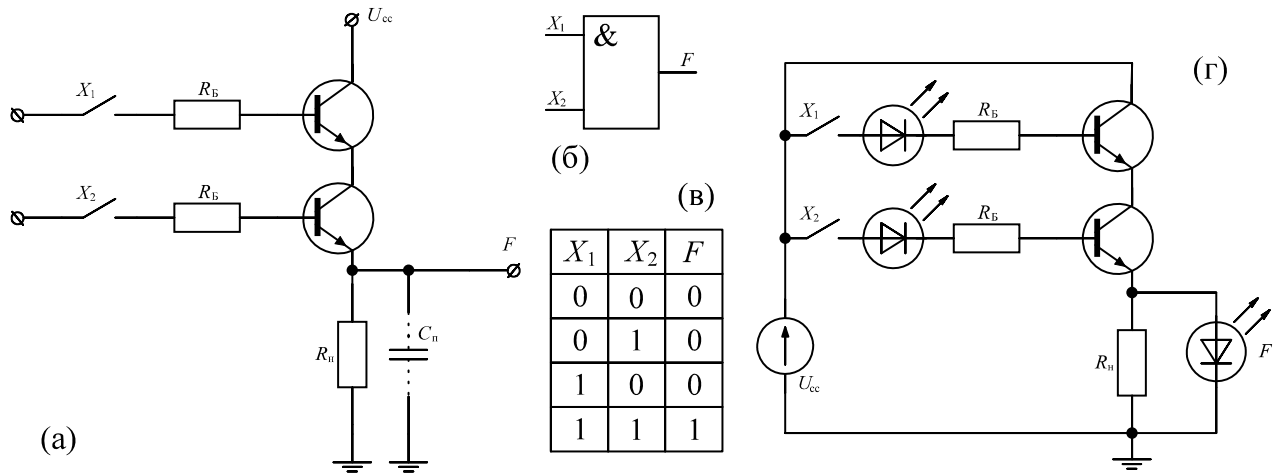 U_cc
X_1
R_Б
X_2
R_Б
F
R_п
C_п
(а)
X_1
&
F
X_2
(б)
(в)
X_1 X_2 F
0 0 0
0 1 0
1 0 0
1 1 1
(г)
X_1
R_Б
X_2
R_Б
U_cc
R_н
F